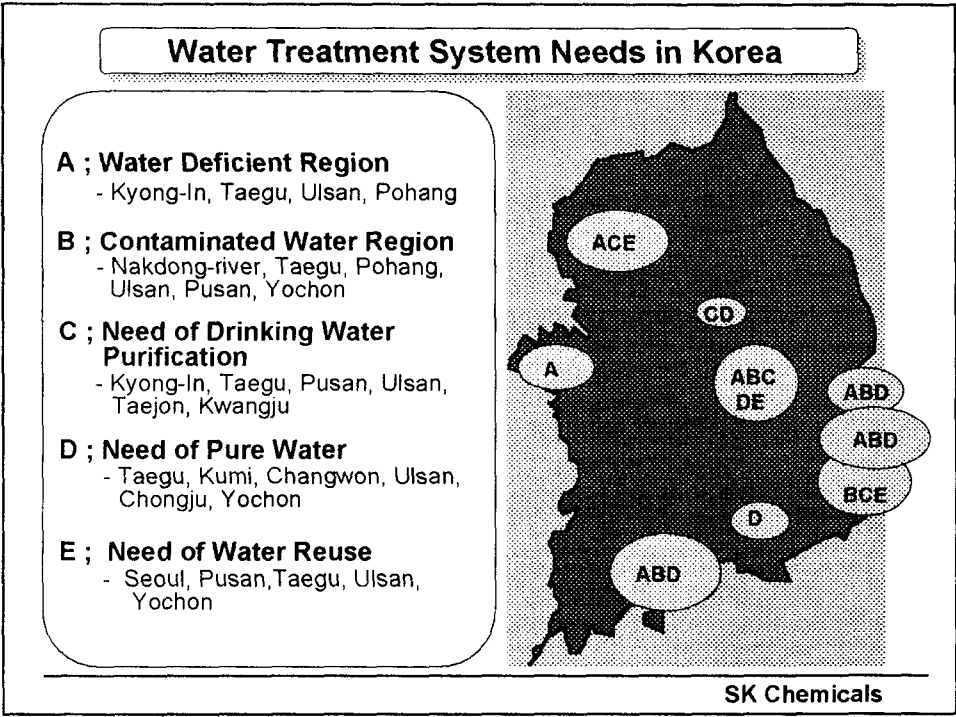 Water Treatment System Needs in Korea
A ; Water Deficient Region
- Kyong-In, Taegu, Ulsan, Pohang
B ; Contaminated Water Region
- Nakdong-river, Taegu, Pohang,
Ulsan, Pusan, Yochon
C ; Need of Drinking Water
Purification
- Kyong-In, Taegu, Pusan, Ulsan,
Taejon, Kwangju
D ; Need of Pure Water
- Taegu, Kumi, Changwon, Ulsan,
Chongju, Yochon
E ; Need of Water Reuse
- Seoul, Pusan,Taegu, Ulsan,
Yochon
ACE
CD
A
ABC
DE
ABD
ABD
BCE
D
ABD
SK Chemicals